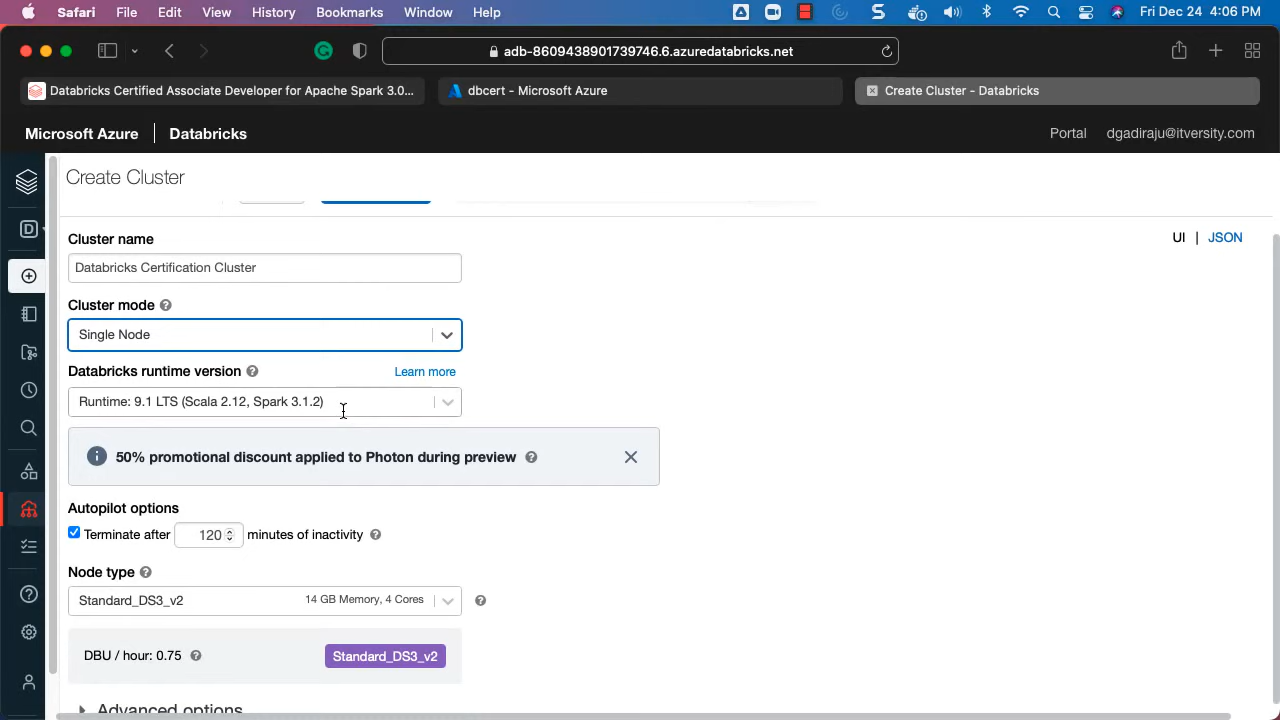 Safari File Edit View History Bookmarks Window Help Fri Dec 24 4:06 PM
adb-8609438901739746.6.azuredatabricks.net
Databricks Certified Associate Developer for Apache Spark 3.0... dbcert - Microsoft Azure Create Cluster - Databricks
Microsoft Azure Databricks Portal dgadiraju@itversity.com
Create Cluster
UI | JSON
Cluster name
Databricks Certification Cluster
Cluster mode
Single Node
Databricks runtime version Learn more
Runtime: 9.1 LTS (Scala 2.12, Spark 3.1.2)
50% promotional discount applied to Photon during preview
Autopilot options
Terminate after 120 minutes of inactivity
Node type
Standard_DS3_v2 14 GB Memory, 4 Cores
DBU / hour: 0.75 Standard_DS3_v2
Advanced options